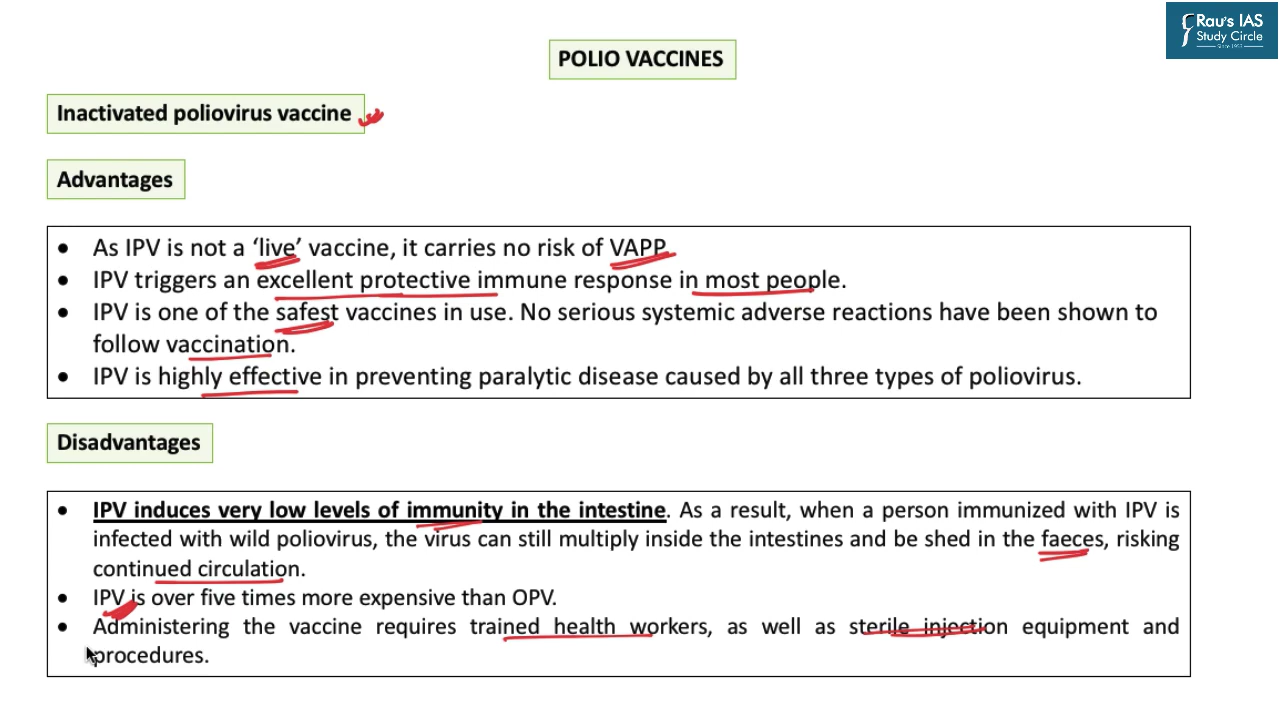 Rau's IAS
Study Circle
Since 1953
POLIO VACCINES
Inactivated poliovirus vaccine
Advantages
• As IPV is not a ‘live’ vaccine, it carries no risk of VAPP.
• IPV triggers an excellent protective immune response in most people.
• IPV is one of the safest vaccines in use. No serious systemic adverse reactions have been shown to
follow vaccination.
• IPV is highly effective in preventing paralytic disease caused by all three types of poliovirus.
Disadvantages
• IPV induces very low levels of immunity in the intestine. As a result, when a person immunized with IPV is
infected with wild poliovirus, the virus can still multiply inside the intestines and be shed in the faeces, risking
continued circulation.
• IPV is over five times more expensive than OPV.
• Administering the vaccine requires trained health workers, as well as sterile injection equipment and
procedures.